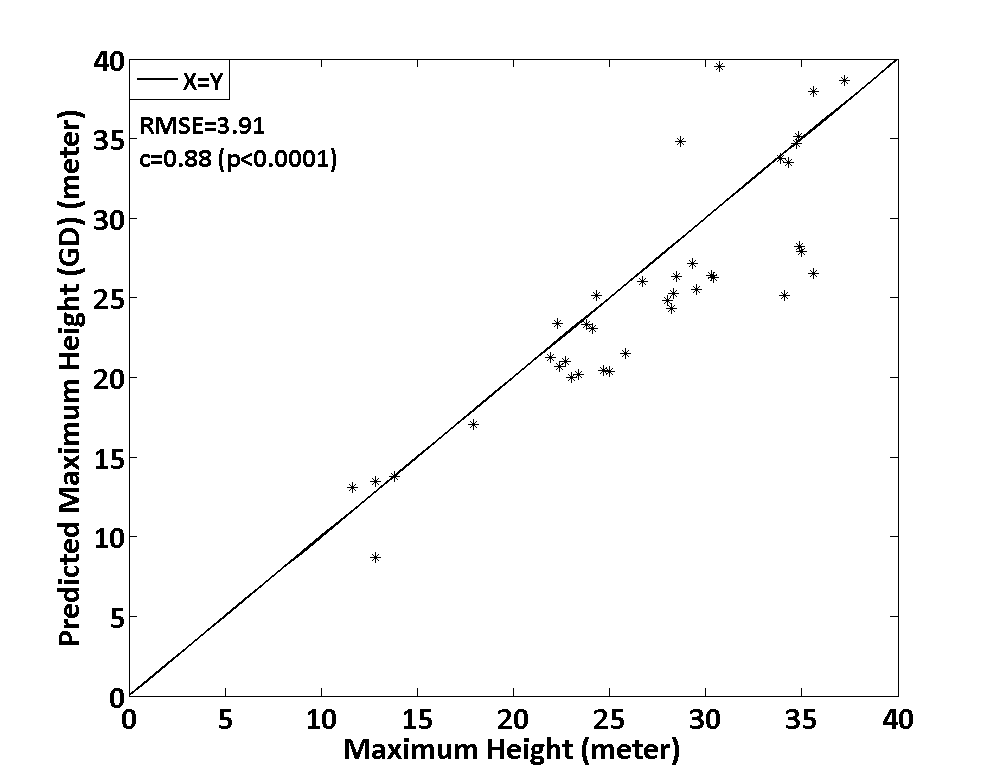 X=Y
RMSE=3.91
c=0.88 (p<0.0001)
Predicted Maximum Height (GD) (meter)
40
35
30
25
20
15
10
5
0
0 5 10 15 20 25 30 35 40
Maximum Height (meter)